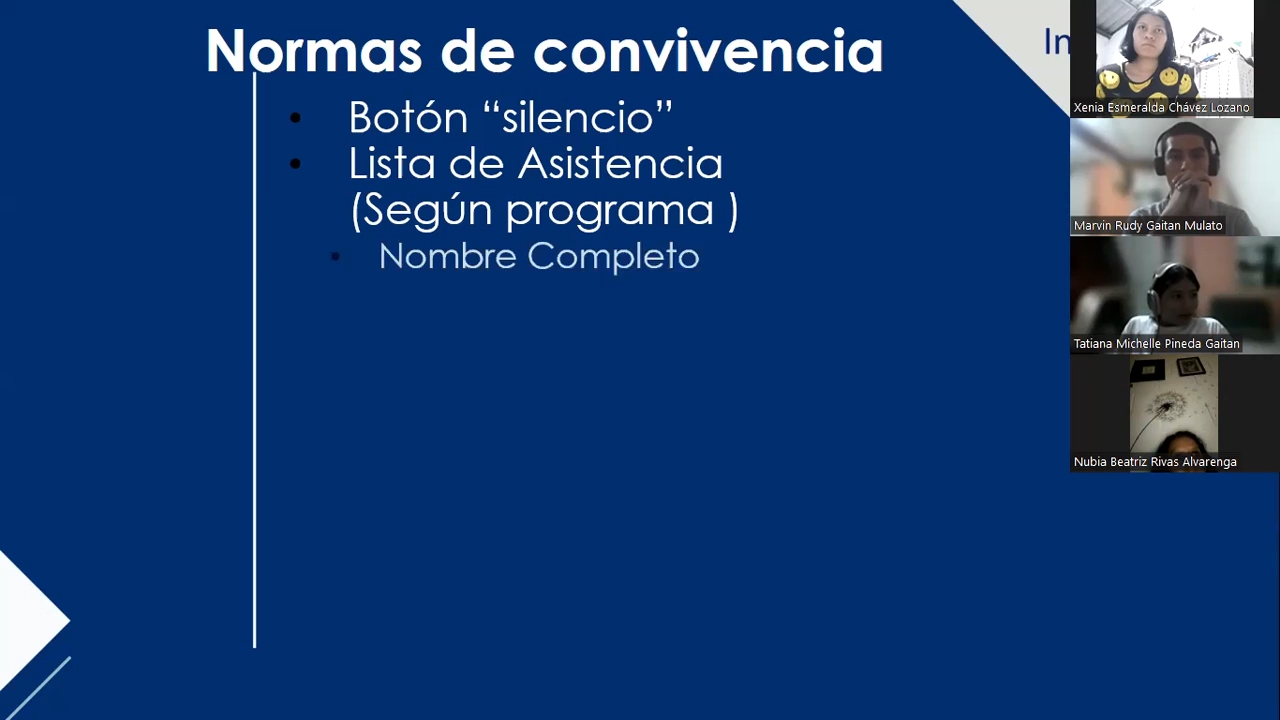 Normas de convivencia
Botón “silencio”
Lista de Asistencia
(Según programa )
Nombre Completo
Xenia Esmeralda Chávez Lozano
Marvin Rudy Gaitan Mulato
Tatiana Michelle Pineda Gaitan
Nubia Beatriz Rivas Alvarenga